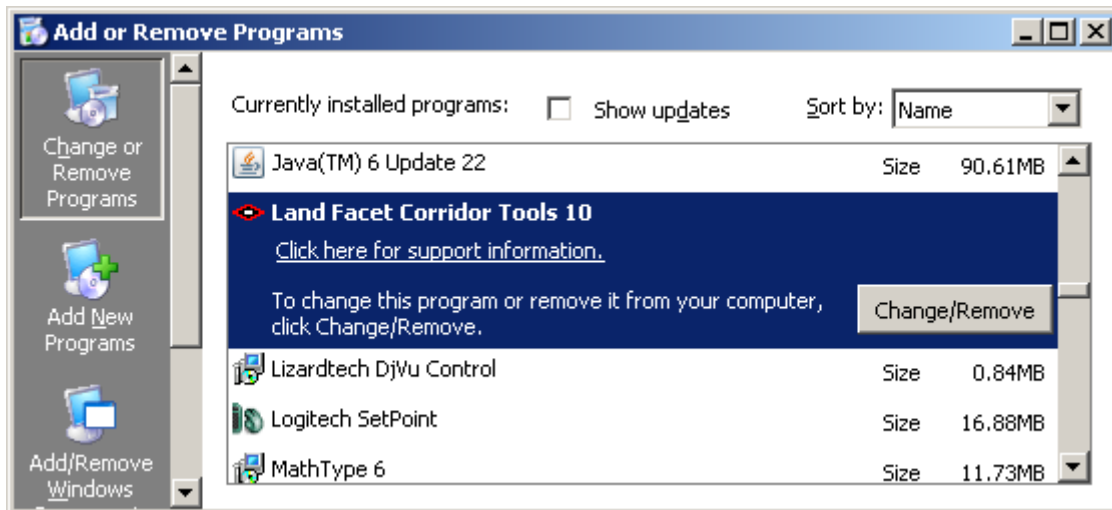 Add or Remove Programs
Change or
Remove
Programs
Add New
Programs
Add/Remove
Windows
Currently installed programs:
Show updates
Sort by: Name
Java(TM) 6 Update 22 Size 90.61MB
Land Facet Corridor Tools 10
Click here for support information.
To change this program or remove it from your computer,
click Change/Remove.
Change/Remove
Lizardtech DjVu Control Size 0.84MB
Logitech SetPoint Size 16.88MB
MathType 6 Size 11.73MB